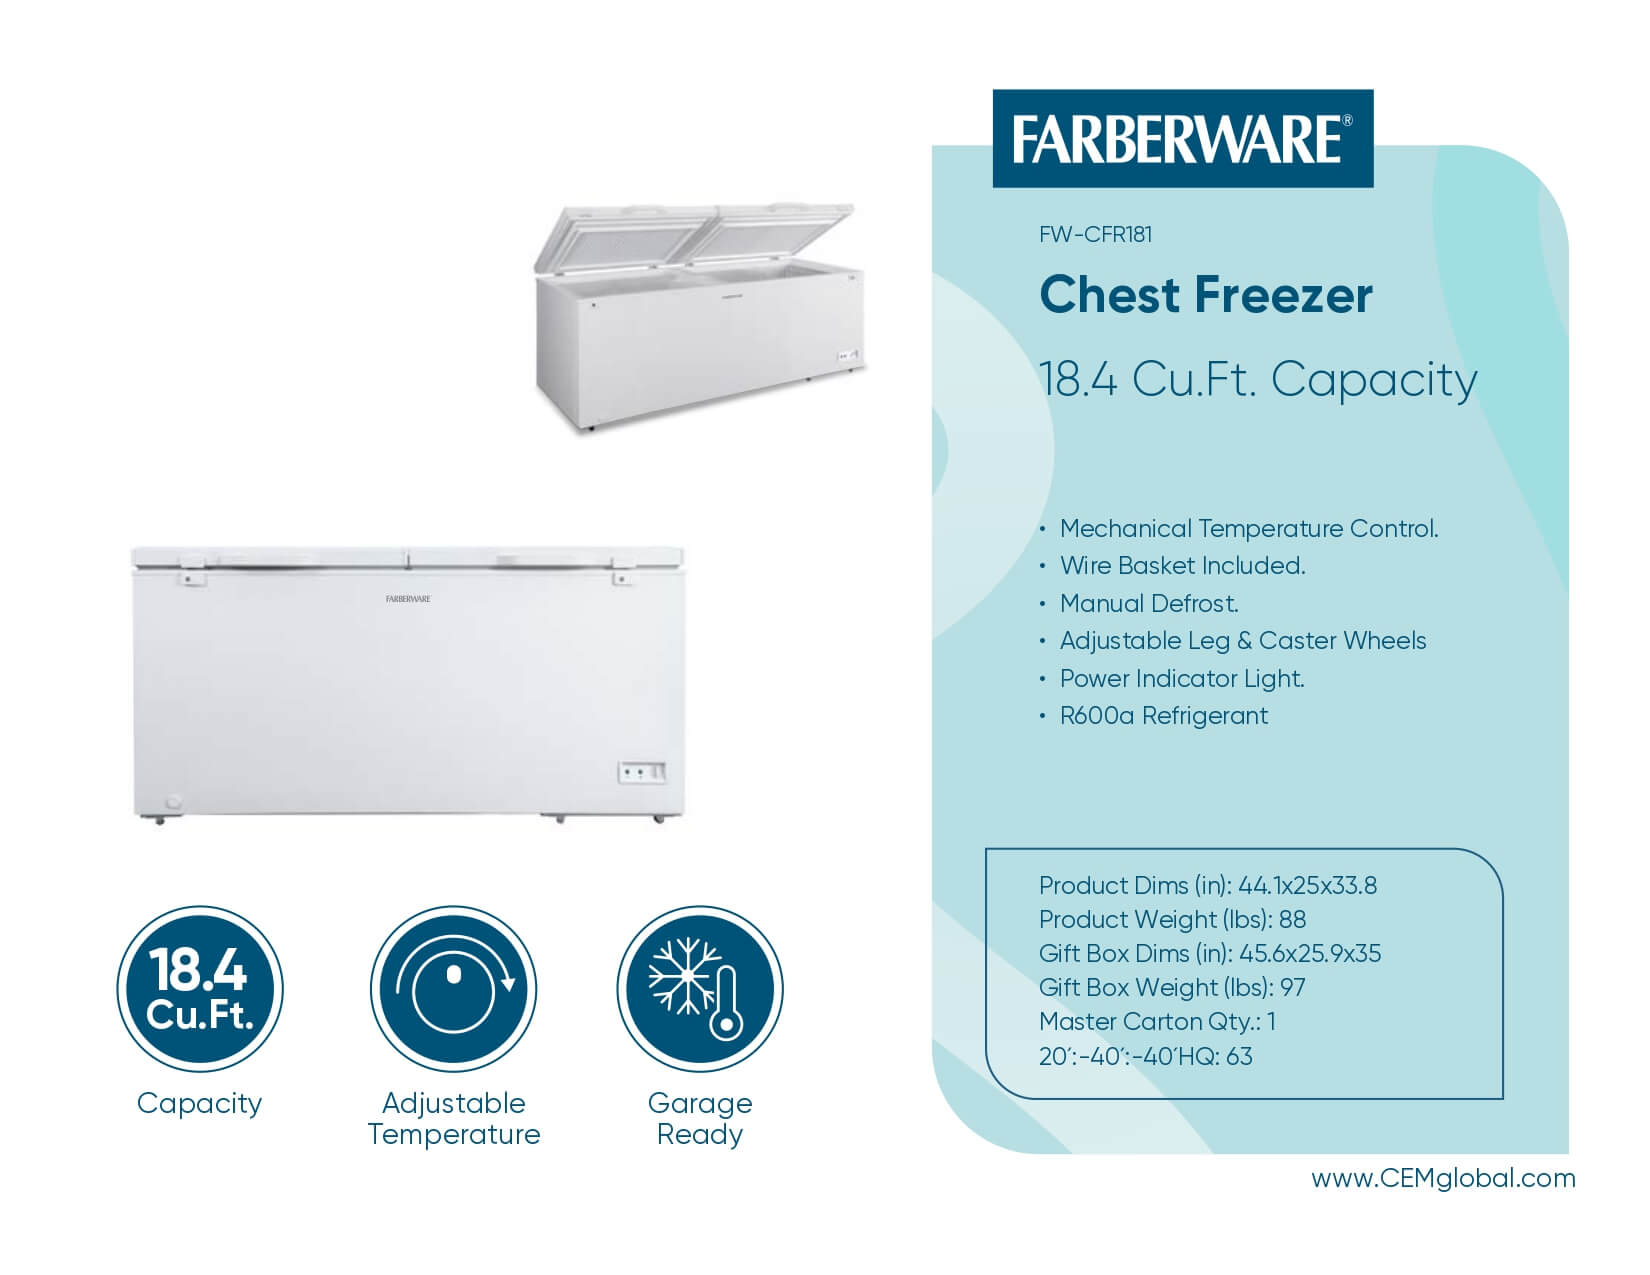 FARBERWARE®
FW-CFR181
Chest Freezer
18.4 Cu.Ft. Capacity
• Mechanical Temperature Control.
• Wire Basket Included.
• Manual Defrost.
• Adjustable Leg & Caster Wheels
• Power Indicator Light.
• R600a Refrigerant
FARBERWARE
18.4
Cu.Ft.
Capacity
Adjustable
Temperature
Garage
Ready
Product Dims (in): 44.1x25x33.8
Product Weight (lbs): 88
Gift Box Dims (in): 45.6x25.9x35
Gift Box Weight (lbs): 97
Master Carton Qty.: 1
20´:-40´:-40´HQ: 63
www.CEMglobal.com